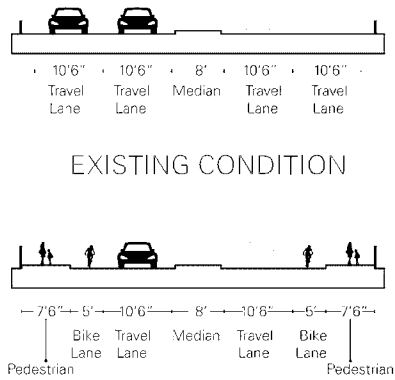 10'6" 10'6" 8' 10'6" 10'6"
Travel Travel Median Travel Travel
Lane Lane Lane Lane
EXISTING CONDITION
7'6" 5' 10'6" 8' 10'6" 5' 7'6"
Bike Travel Median Travel Bike
Lane Lane Lane Lane
Pedestrian Pedestrian